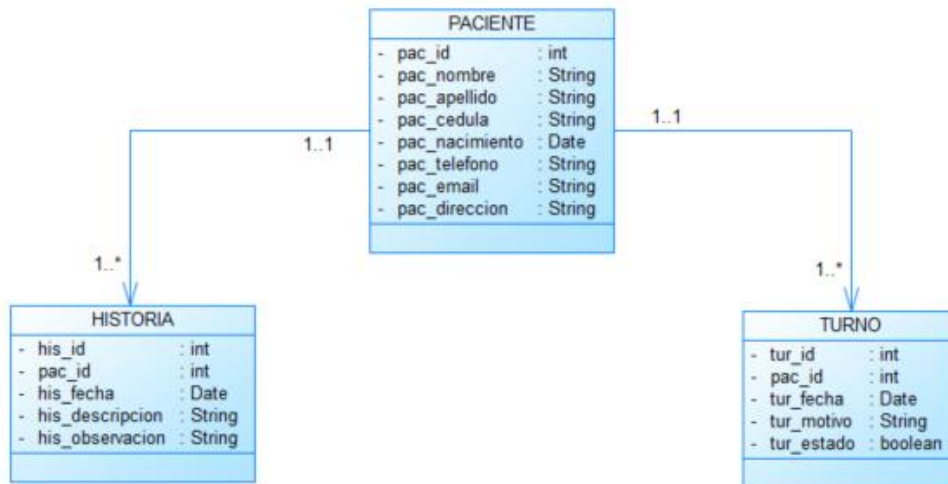 PACIENTE
- pac_id : int
- pac_nombre : String
- pac_apellido : String
- pac_cedula : String
- pac_nacimiento : Date
- pac_telefono : String
- pac_email : String
- pac_direccion : String
1..1
1..1
1..*
1..*
HISTORIA
- his_id : int
- pac_id : int
- his_fecha : Date
- his_descripcion : String
- his_observacion : String
TURNO
- tur_id : int
- pac_id : int
- tur_fecha : Date
- tur_motivo : String
- tur_estado : boolean